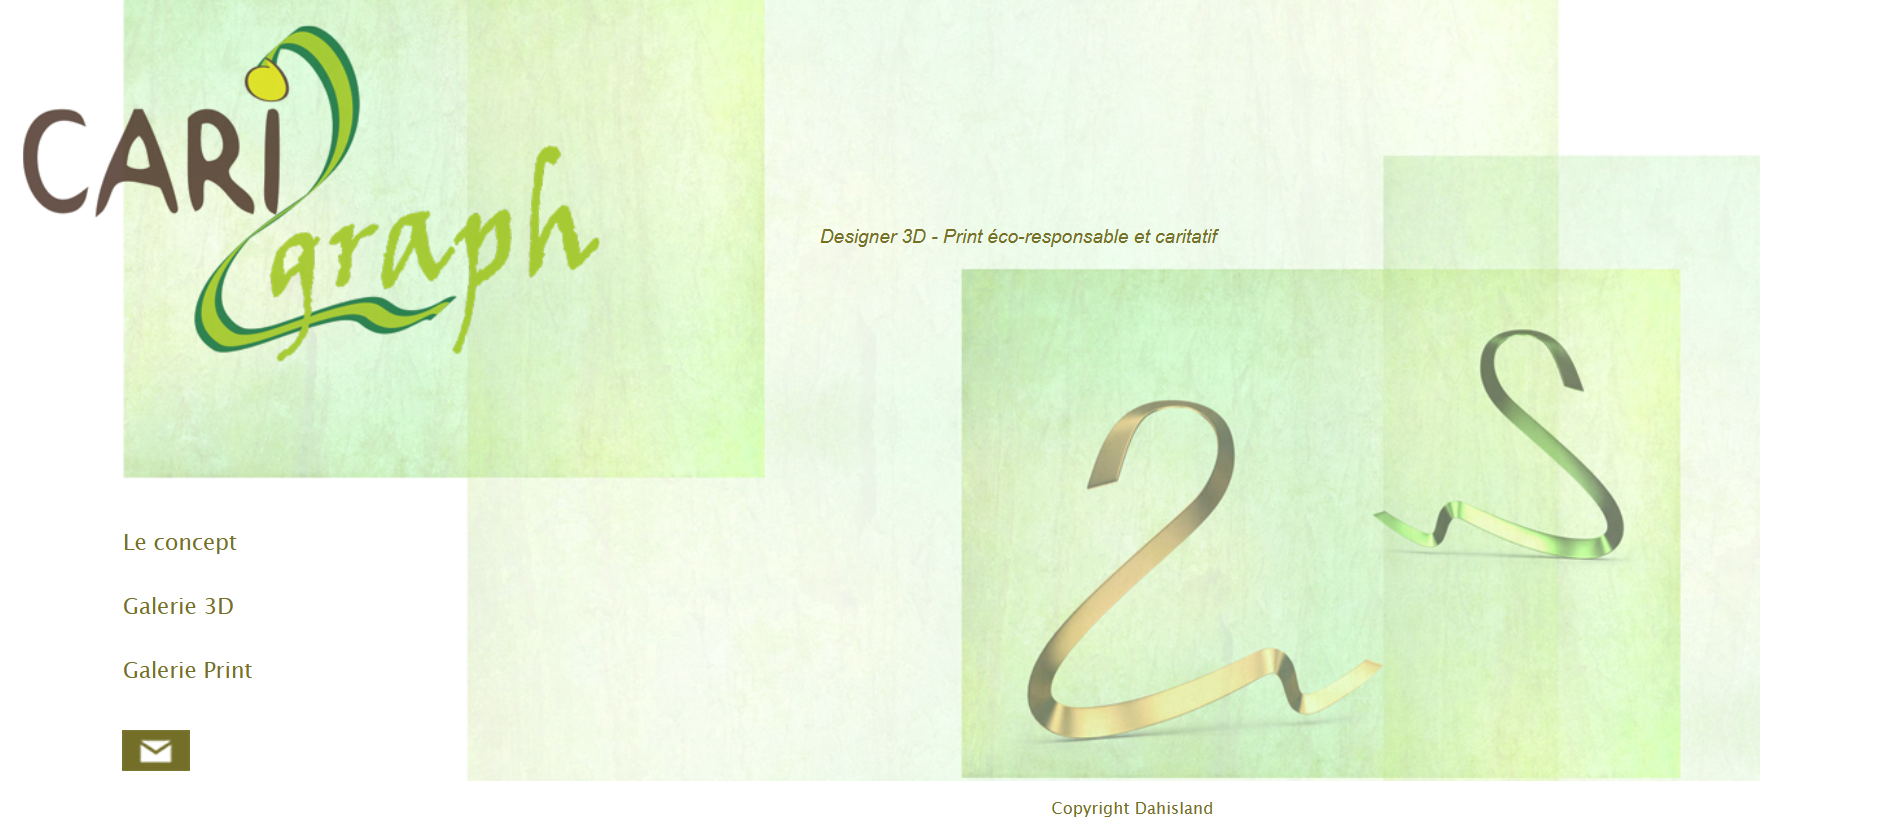 CARI
graph
Designer 3D - Print éco-responsable et caritatif
Le concept
Galerie 3D
Galerie Print
Copyright Dahisland